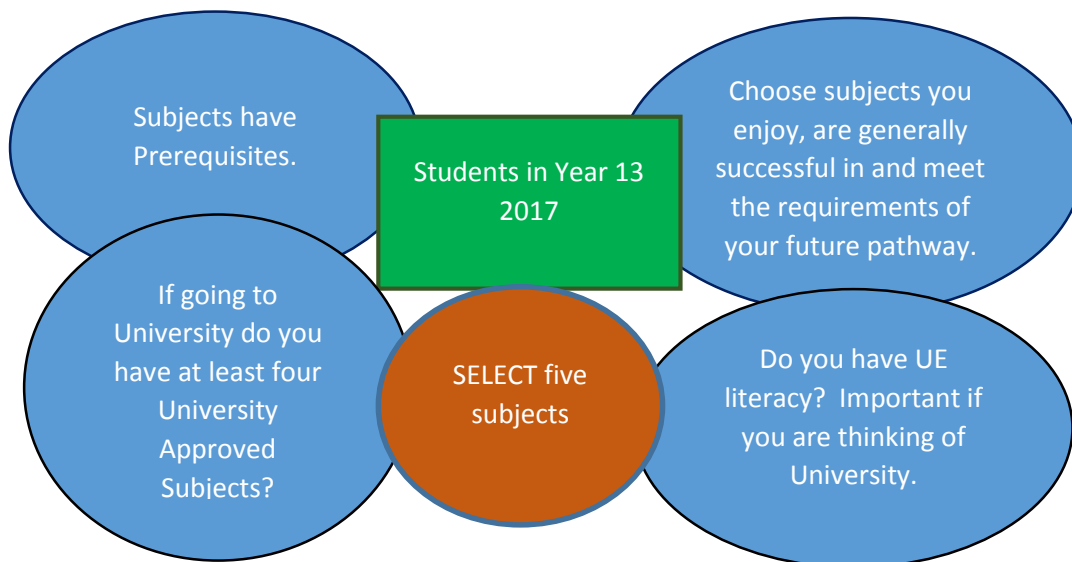 Subjects have
Prerequisites.
Students in Year 13
2017
Choose subjects you
enjoy, are generally
successful in and meet
the requirements of
your future pathway.
If going to
University do you
have at least four
University
Approved
Subjects?
SELECT five
subjects
Do you have UE
literacy?  Important if
you are thinking of
University.